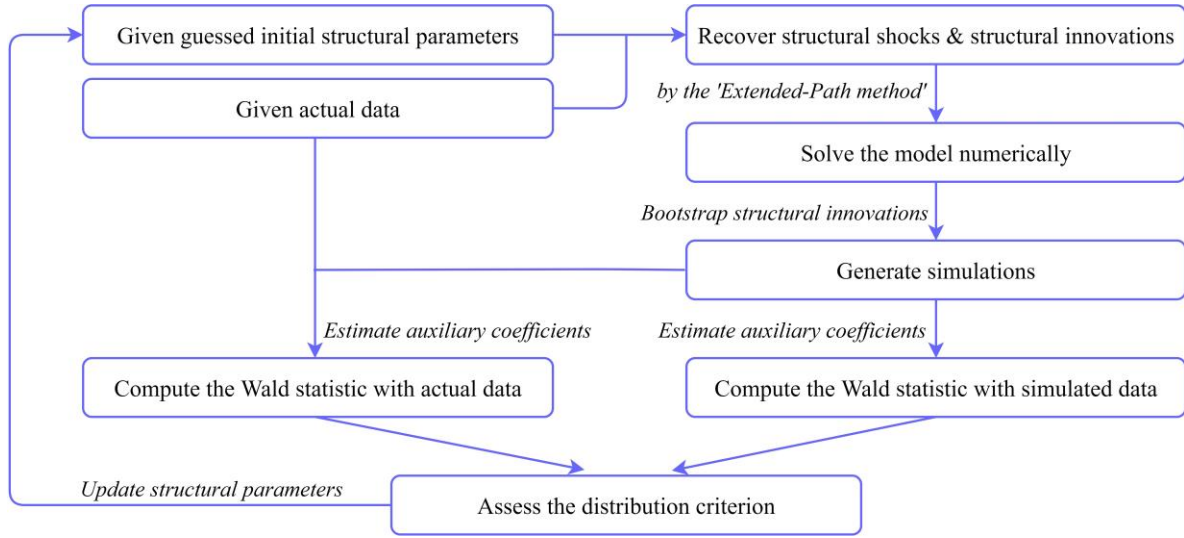 Given guessed initial structural parameters
Recover structural shocks & structural innovations
Given actual data
by the 'Extended-Path method'
Solve the model numerically
Bootstrap structural innovations
Generate simulations
Estimate auxiliary coefficients
Estimate auxiliary coefficients
Compute the Wald statistic with actual data
Compute the Wald statistic with simulated data
Update structural parameters
Assess the distribution criterion